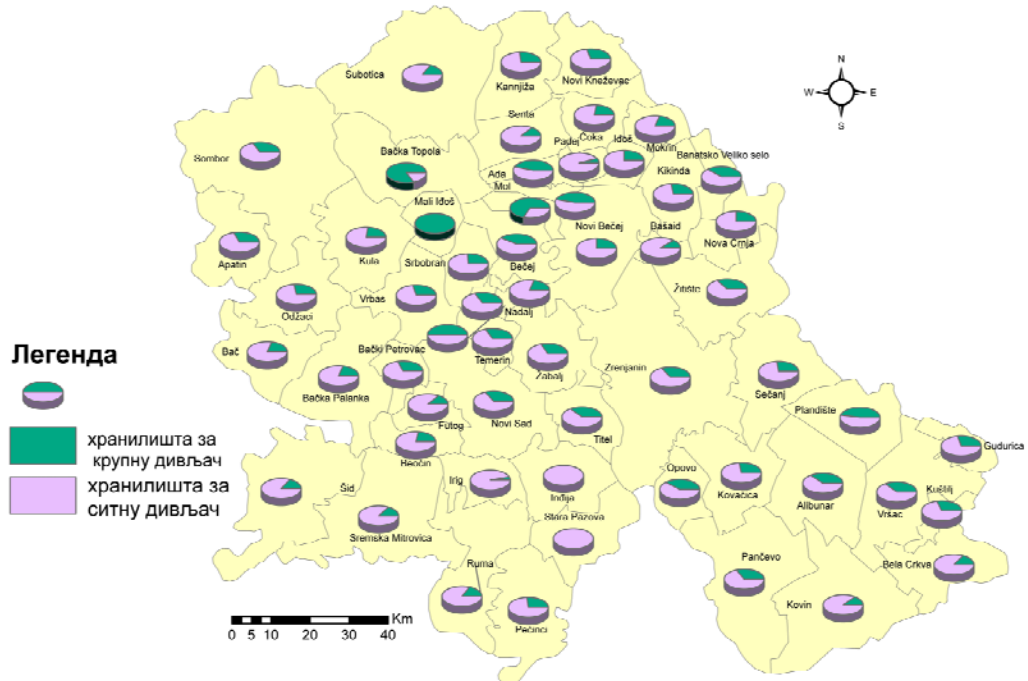 N
Subotica
Kannjiža
Novi Kneževac
W
E
S
Senta
Čoka
Iđoš
Mokrin
Padej
Sombor
Bačka Topola
Banatsko Veliko selo
Ada
Mol
Kikinda
Mali Iđoš
Novi Bečej
Bašaid
Nova Crnja
Apatin
Kula
Srbobran
Bečej
Žitište
Vrbas
Nadalj
Odžaci
Легенда
Bač
Bački Petrovac
Temerin
Žabalj
Zrenjanin
Sečanj
Bačka Palanka
Plandište
Futog
Novi Sad
Titel
хранилишта за
крупну дивљач
Beočin
Gudurica
хранилишта за
ситну дивљач
Šid
Irig
Inđija
Opovo
Kovačica
Alibunar
Vršac
Kuštilj
Stara Pazova
Sremska Mitrovica
Pančevo
Bela Crkva
Ruma
Kovin
Pećinci
Km
0 5 10 20 30 40